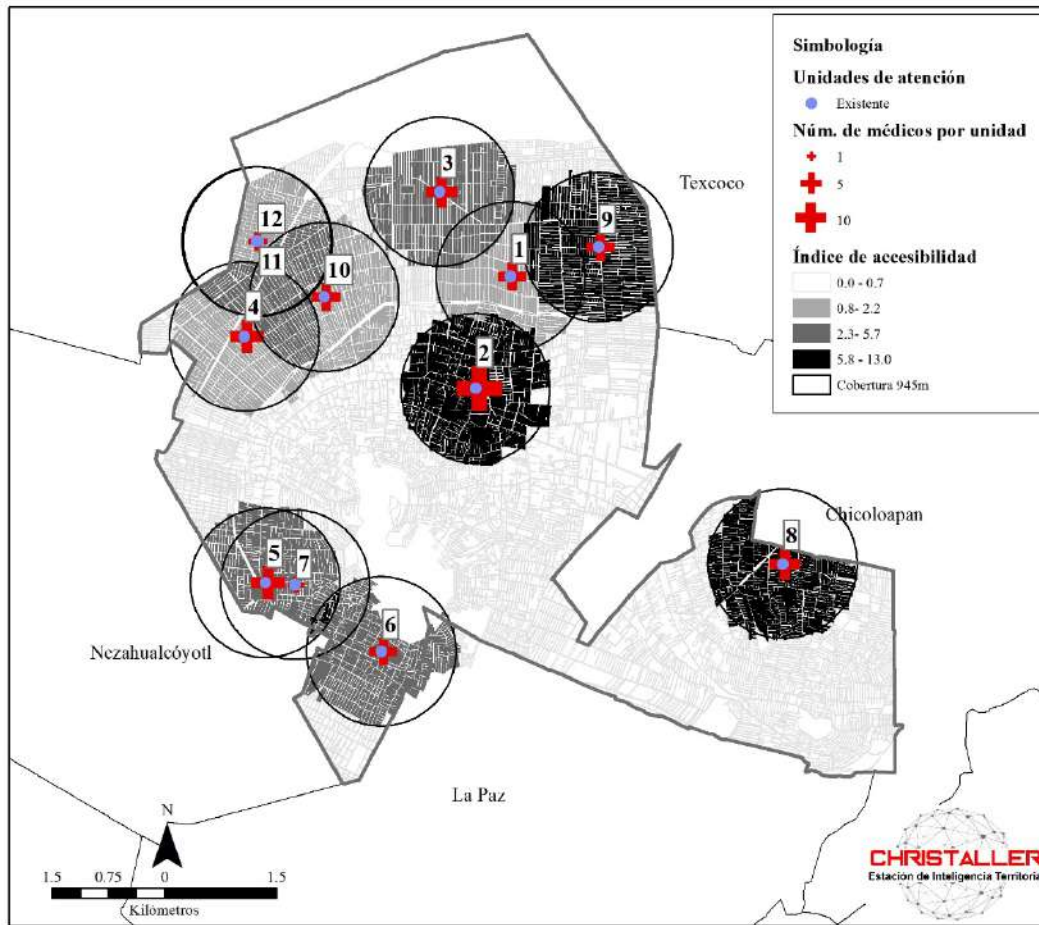 Simbología
Unidades de atención
Existente
Núm. de médicos por unidad
1
5
10
Índice de accesibilidad
0.0 - 0.7
0.8- 2.2
2.3- 5.7
5.8 - 13.0
Cobertura 945m
3
Texcoco
12
9
11
1
10
4
2
Chicoloapan
8
5
7
6
Nezahualcóyotl
La Paz
N
1.5 0.75 0 1.5
Kilómetros
CHRISTALLER
Estación de Inteligencia Territorial